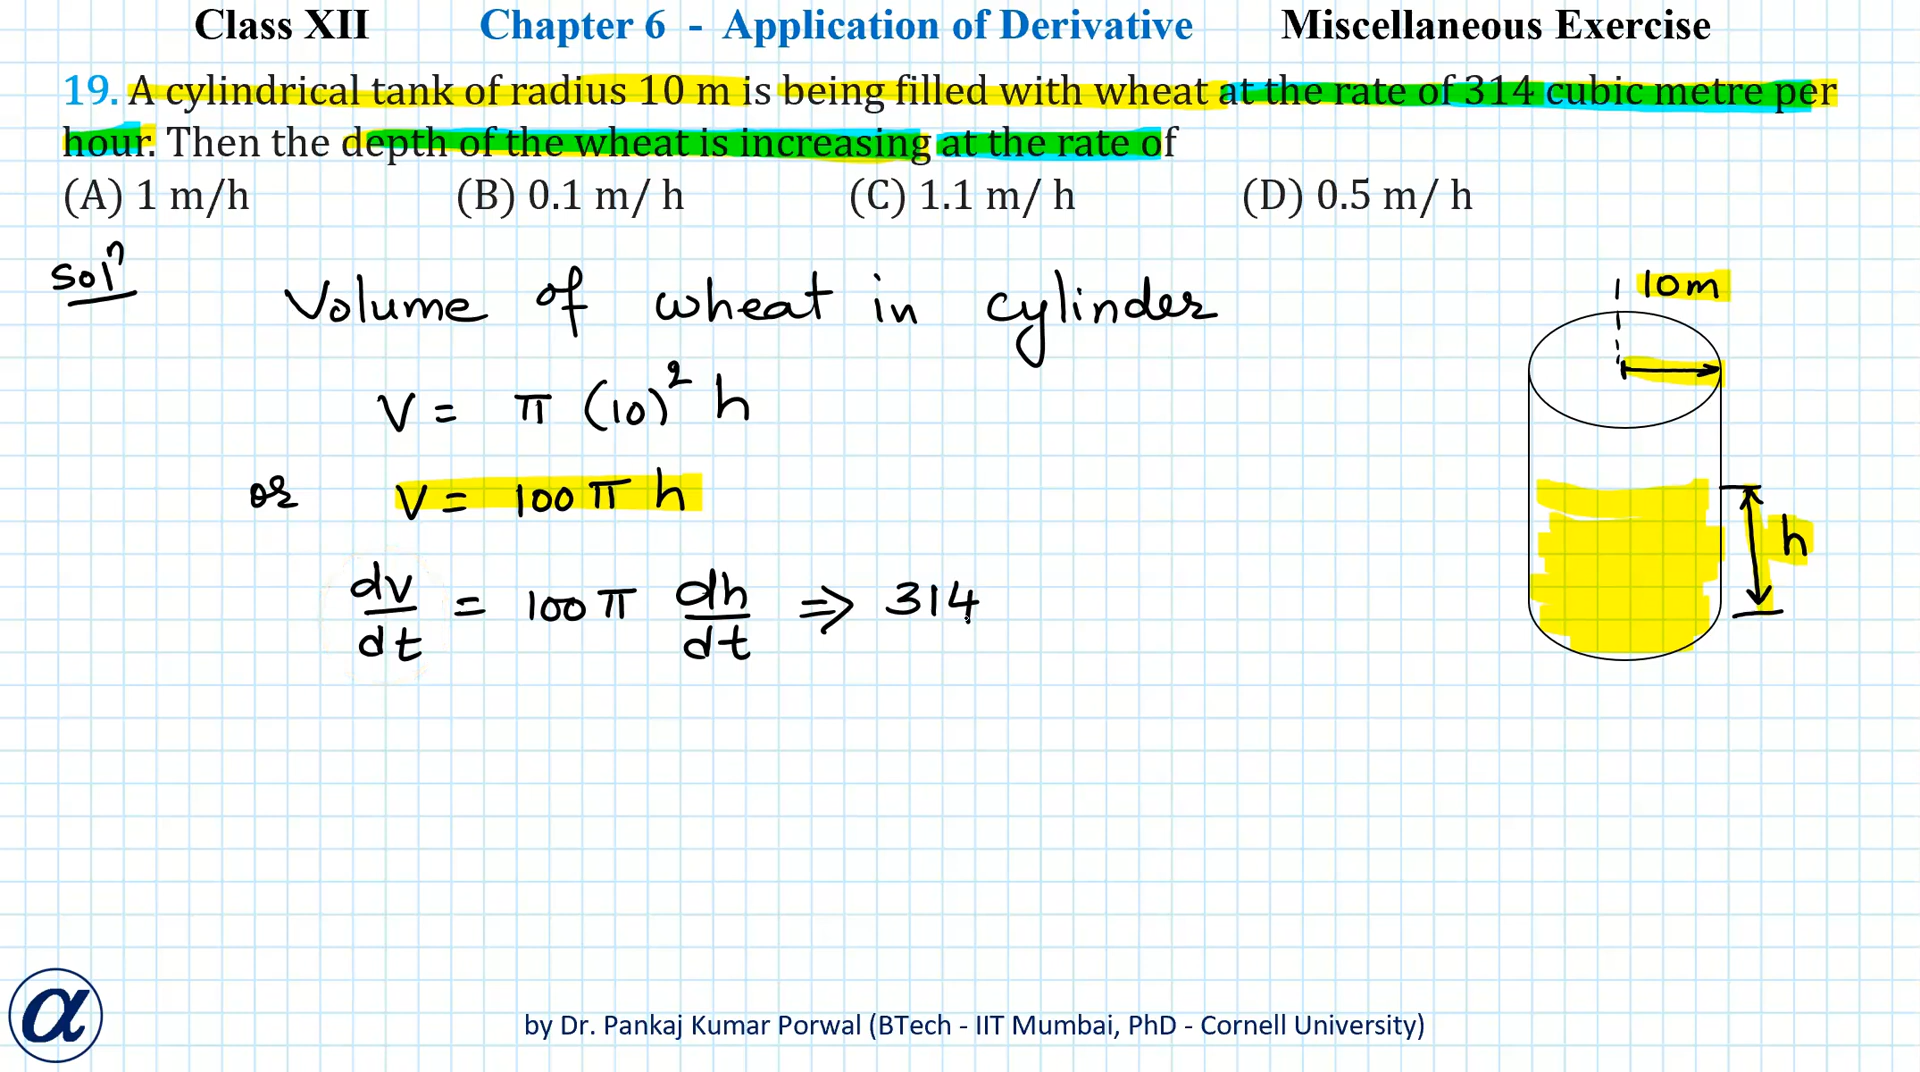 Class XII Chapter 6 - Application of Derivative Miscellaneous Exercise
19. A cylindrical tank of radius 10 m is being filled with wheat at the rate of 314 cubic metre per
hour. Then the depth of the wheat is increasing at the rate of
(A) 1 m/h (B) 0.1 m/ h (C) 1.1 m/ h (D) 0.5 m/ h
Solⁿ
Volume of wheat in cylinder
10m
V = π (10)² h
or V = 100 π h
h
dv/dt = 100 π dh/dt ⇒ 314
α
by Dr. Pankaj Kumar Porwal (BTech - IIT Mumbai, PhD - Cornell University)